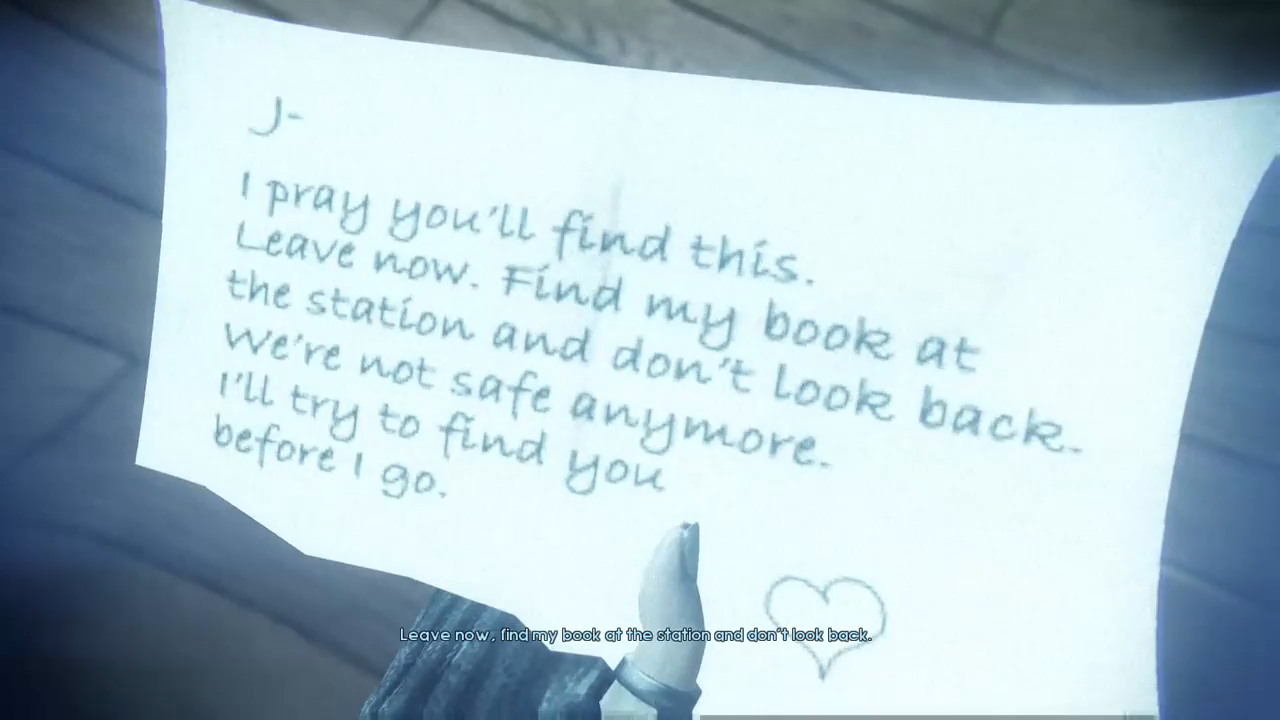 J-
I pray you'll find this.
Leave now. Find my book at
the station and don't look back.
We're not safe anymore.
I'll try to find you
before I go.
Leave now, find my book at the station and don't look back.